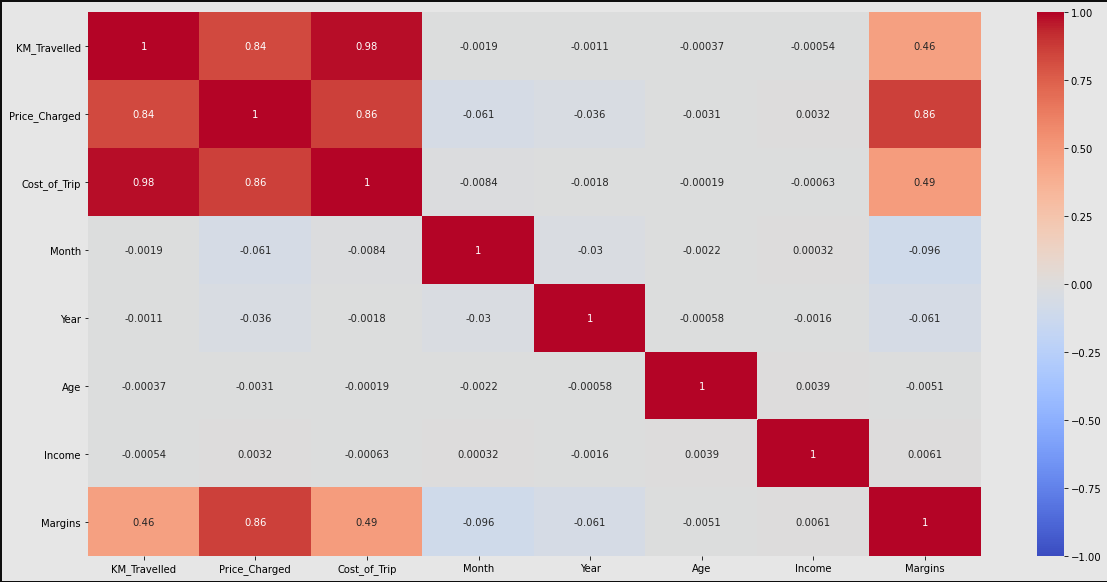 KM_Travelled 1 0.84 0.98 -0.0019 -0.0011 -0.00037 -0.00054 0.46
Price_Charged 0.84 1 0.86 -0.061 -0.036 -0.0031 0.0032 0.86
Cost_of_Trip 0.98 0.86 1 -0.0084 -0.0018 -0.00019 -0.00063 0.49
Month -0.0019 -0.061 -0.0084 1 -0.03 -0.0022 0.00032 -0.096
Year -0.0011 -0.036 -0.0018 -0.03 1 -0.00058 -0.0016 -0.061
Age -0.00037 -0.0031 -0.00019 -0.0022 -0.00058 1 0.0039 -0.0051
Income -0.00054 0.0032 -0.00063 0.00032 -0.0016 0.0039 1 0.0061
Margins 0.46 0.86 0.49 -0.096 -0.061 -0.0051 0.0061 1
KM_Travelled Price_Charged Cost_of_Trip Month Year Age Income Margins
1.00
0.75
0.50
0.25
0.00
−0.25
−0.50
−0.75
−1.00